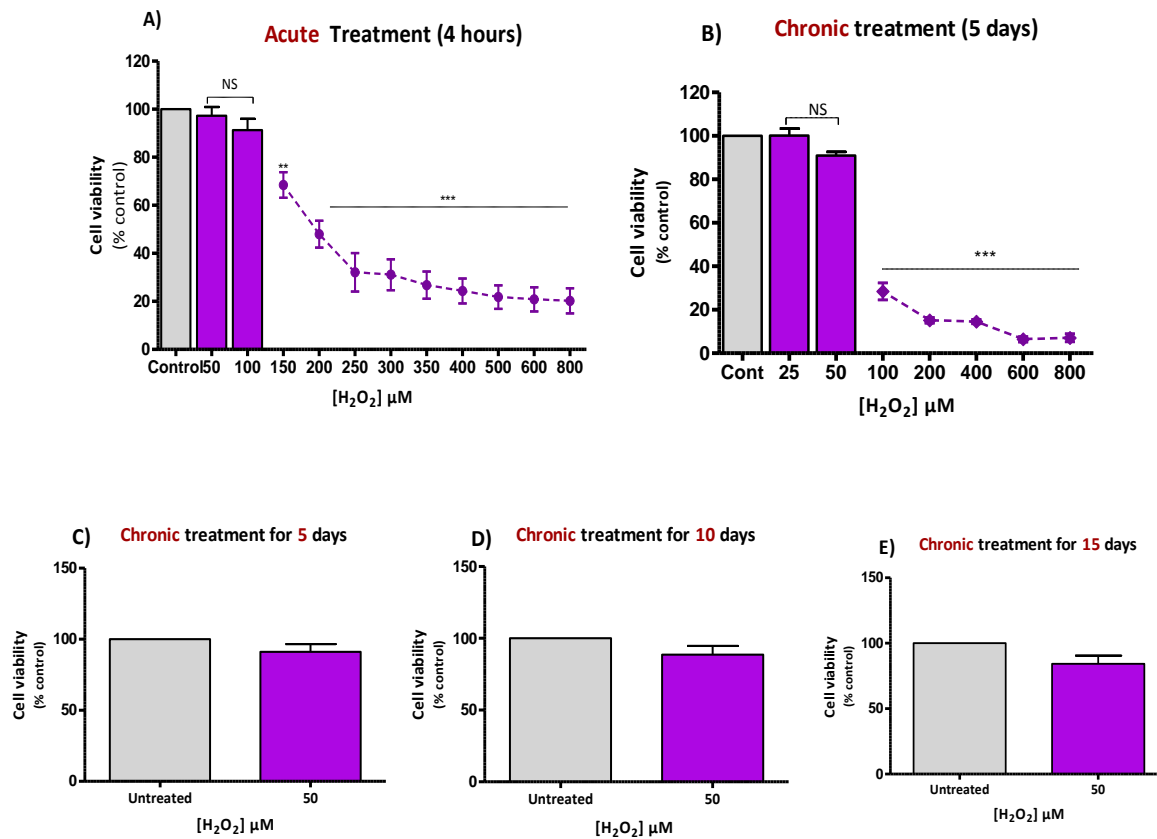 A)
Acute Treatment (4 hours)
120
100
80
60
40
20
0
Cell viability
(% control)
NS
**
***
Control 50 100 150 200 250 300 350 400 500 600 800
[H₂O₂] µM
B)
Chronic treatment (5 days)
120
100
80
60
40
20
0
Cell viability
(% control)
NS
***
Cont 25 50 100 200 400 600 800
[H₂O₂] µM
C)
Chronic treatment for 5 days
150
100
50
0
Cell viability
(% control)
Untreated 50
[H₂O₂] µM
D)
Chronic treatment for 10 days
150
100
50
0
Cell viability
(% control)
Untreated 50
[H₂O₂] µM
E)
Chronic treatment for 15 days
150
100
50
0
Cell viability
(% control)
Untreated 50
[H₂O₂] µM